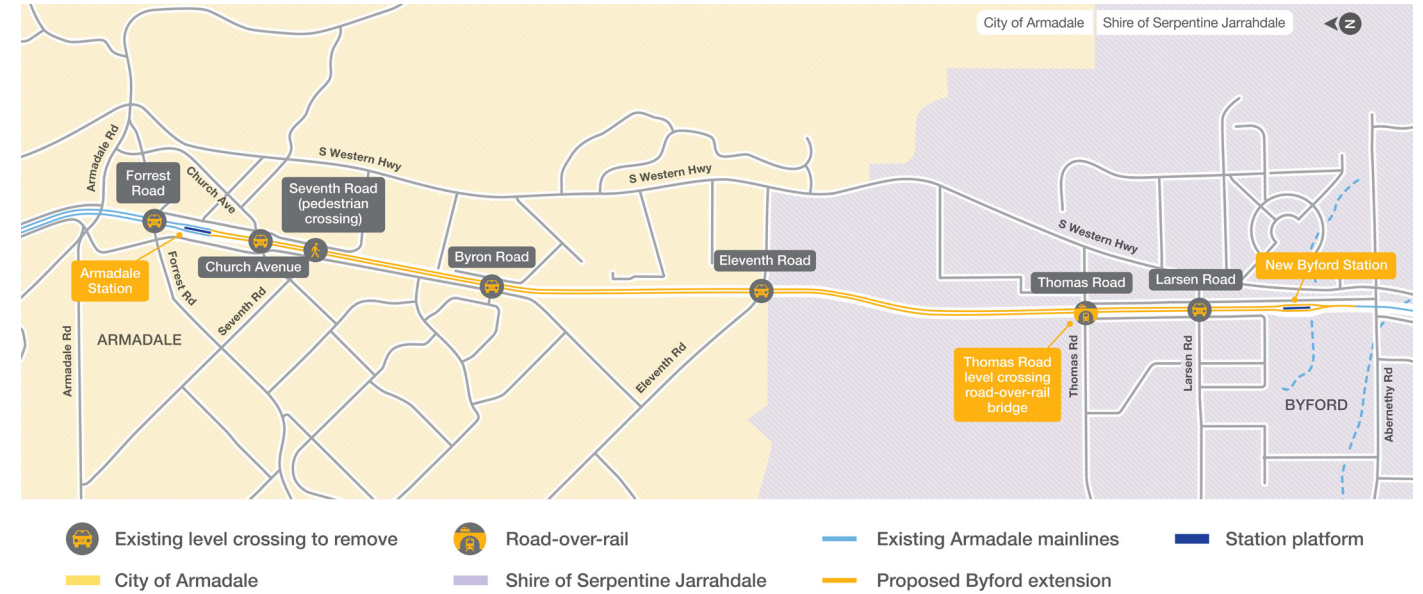 City of Armadale
Shire of Serpentine Jarrahdale
N
Armadale Rd
Forrest
Road
Church Ave
Seventh Road
(pedestrian
crossing)
S Western Hwy
S Western Hwy
S Western Hwy
Armadale
Station
Church Avenue
Forrest Rd
Seventh Rd
Byron Road
Eleventh Road
Thomas Road
Larsen Road
New Byford Station
ARMADALE
Armadale Rd
Eleventh Rd
Thomas Road
level crossing
road-over-rail
bridge
Thomas Rd
Larsen Rd
BYFORD
Abernethy Rd
Existing level crossing to remove
Road-over-rail
Existing Armadale mainlines
Station platform
City of Armadale
Shire of Serpentine Jarrahdale
Proposed Byford extension